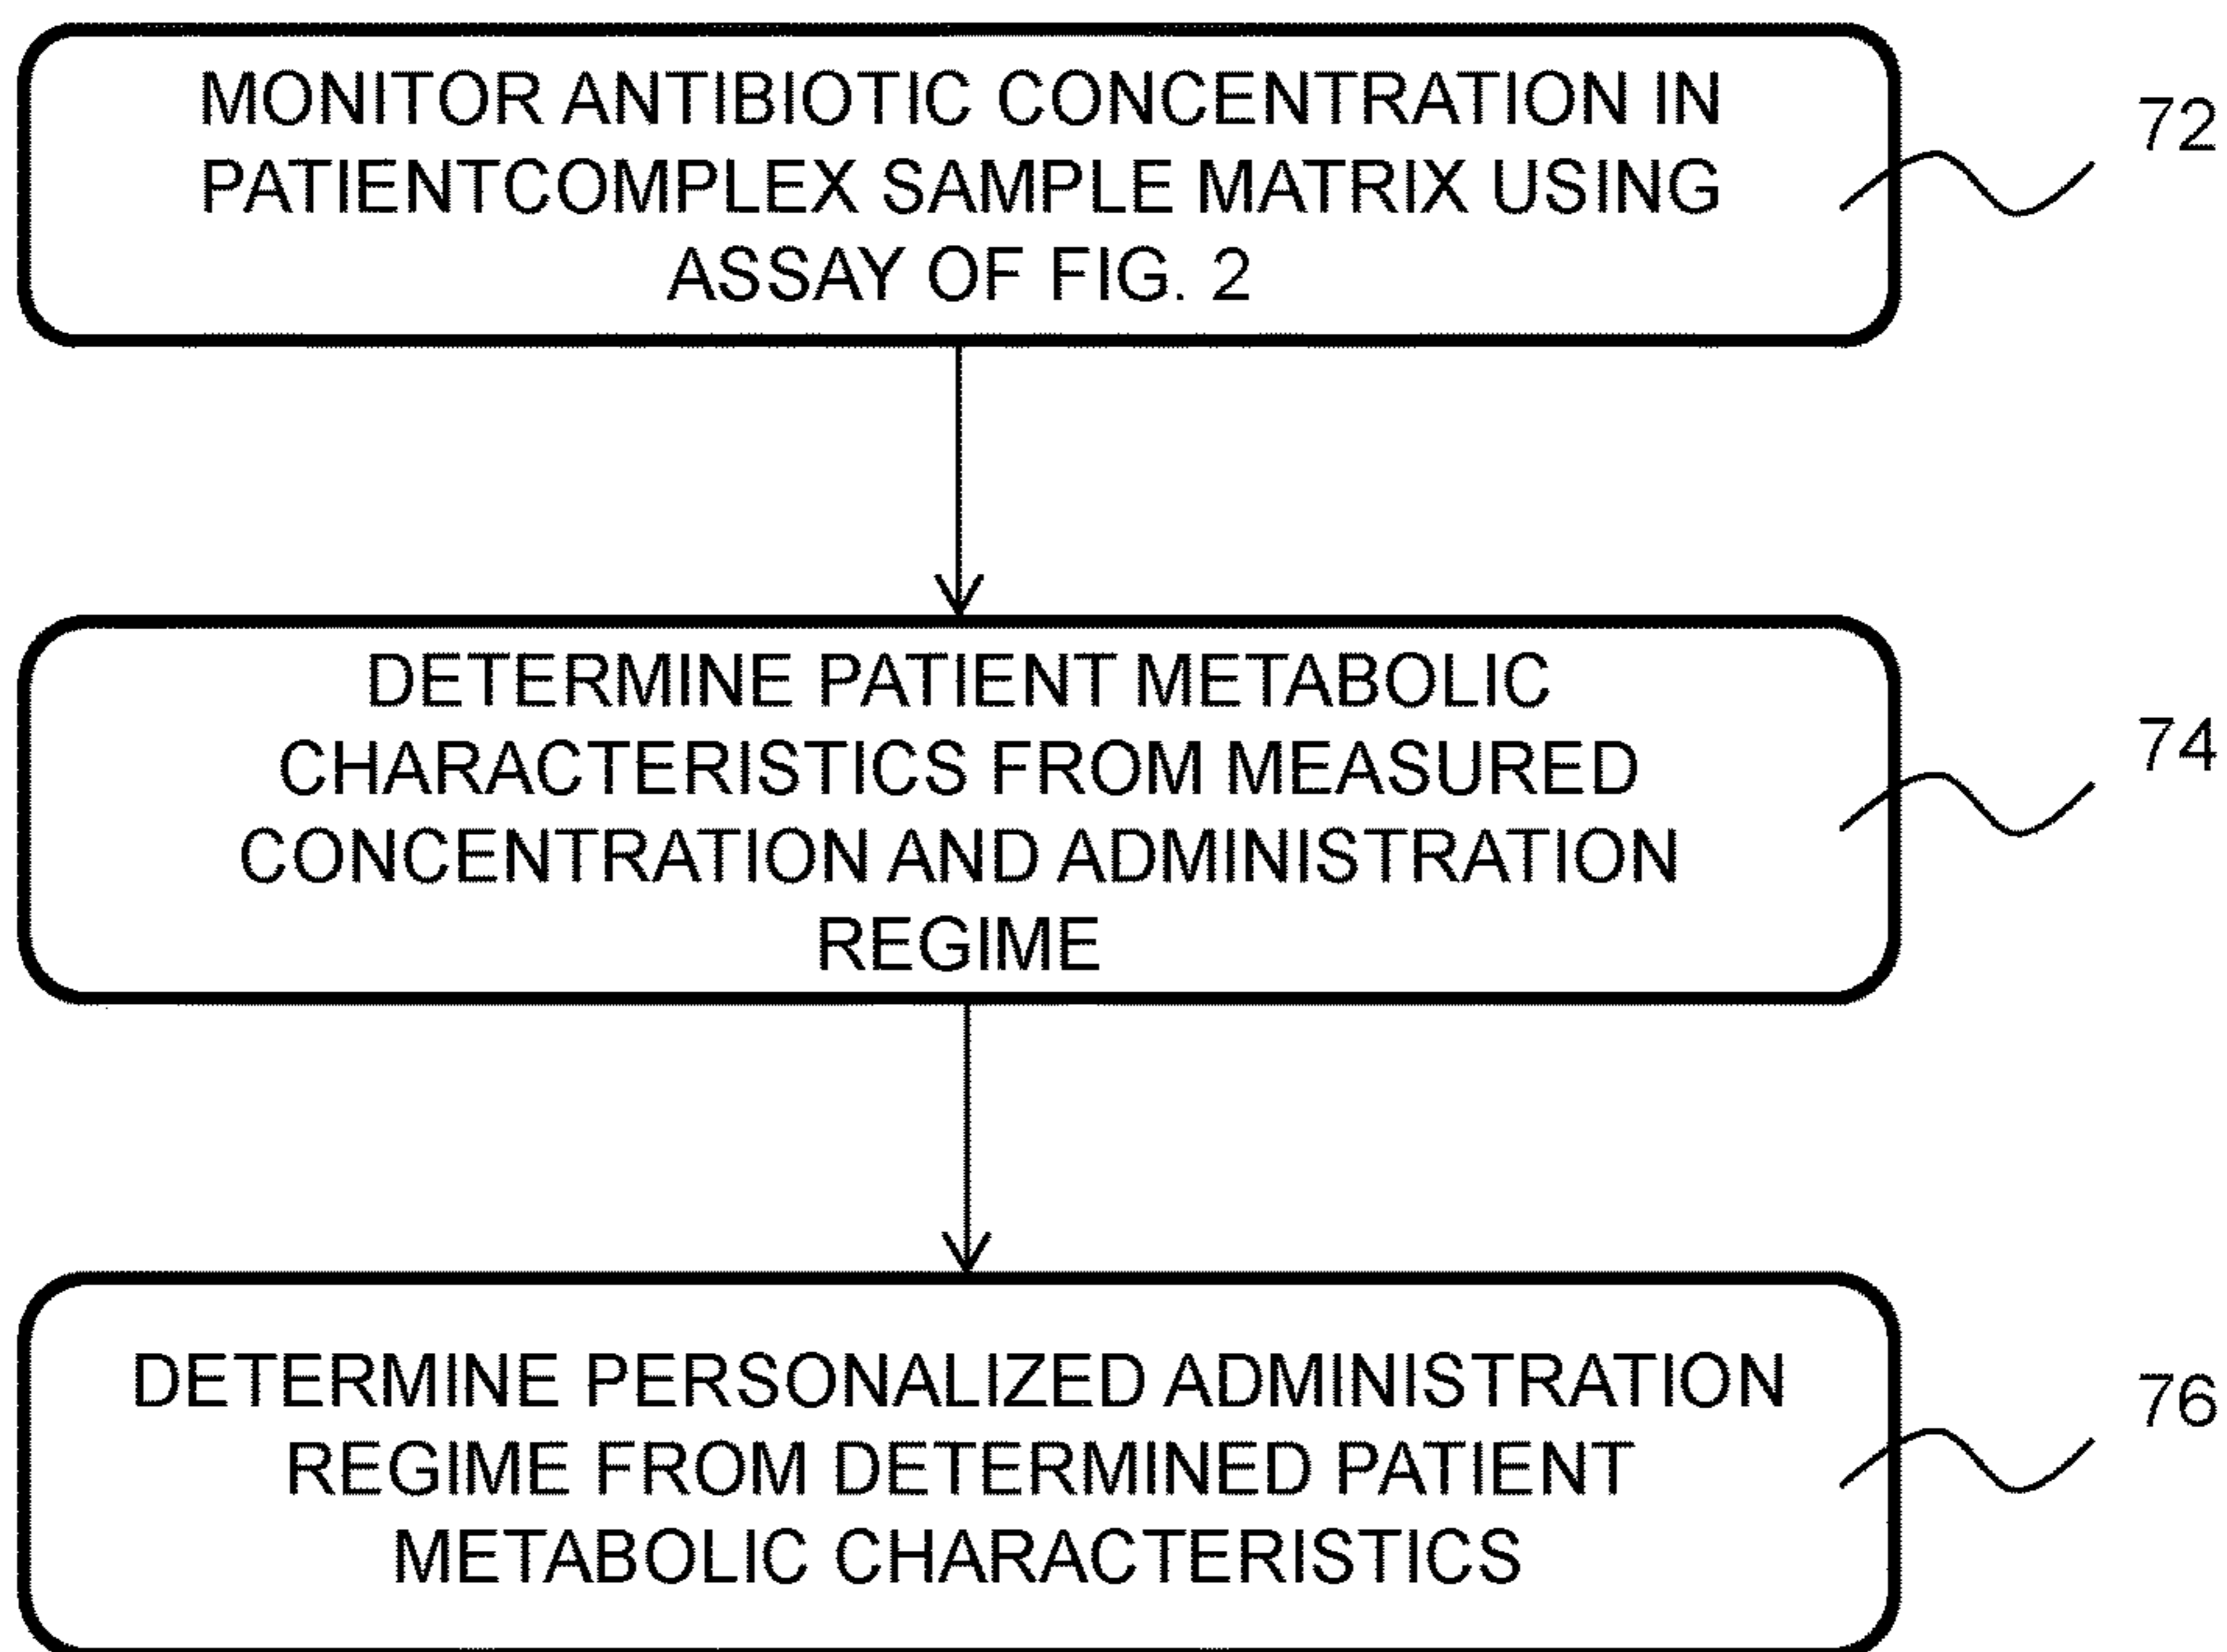 MONITOR ANTIBIOTIC CONCENTRATION IN
PATIENTCOMPLEX SAMPLE MATRIX USING
ASSAY OF FIG. 2
72
DETERMINE PATIENT METABOLIC
CHARACTERISTICS FROM MEASURED
CONCENTRATION AND ADMINISTRATION
REGIME
74
DETERMINE PERSONALIZED ADMINISTRATION
REGIME FROM DETERMINED PATIENT
METABOLIC CHARACTERISTICS
76